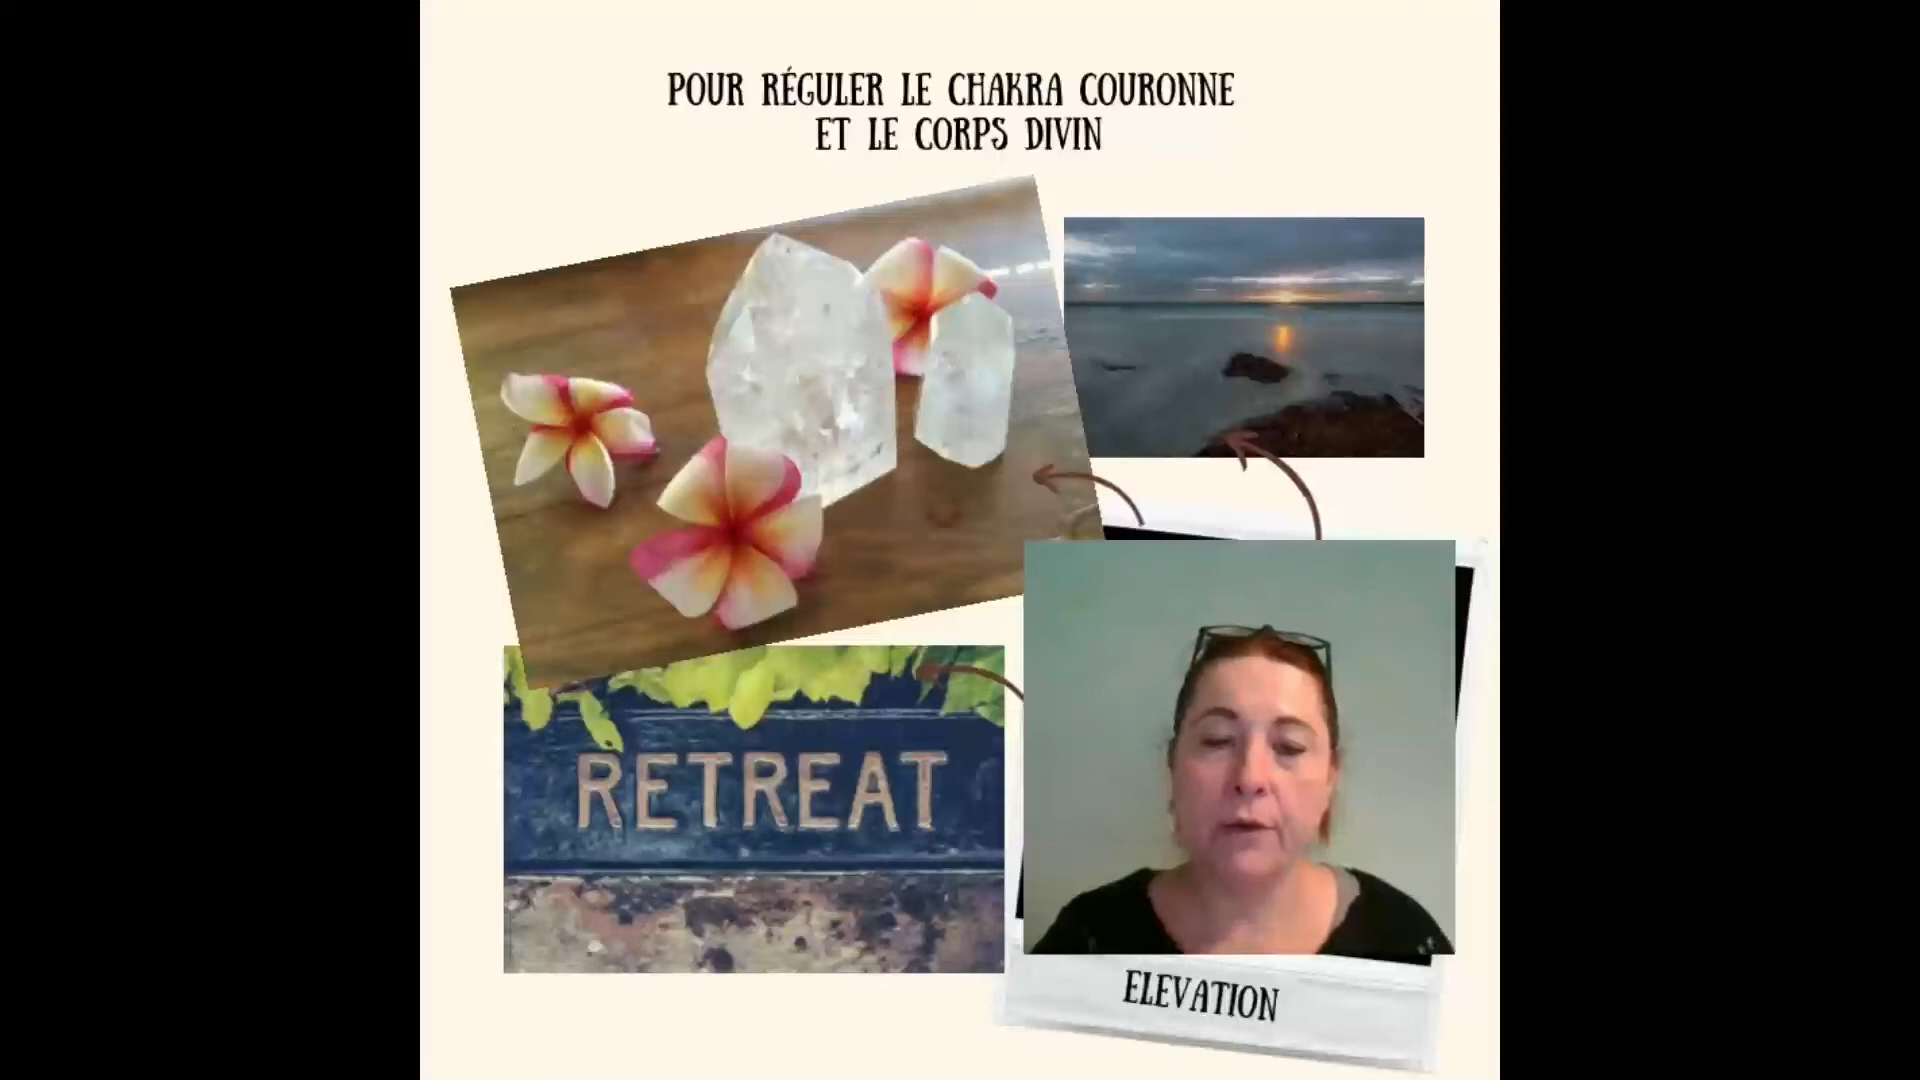 POUR RÉGULER LE CHAKRA COURONNE
ET LE CORPS DIVIN
RETREAT
ELEVATION